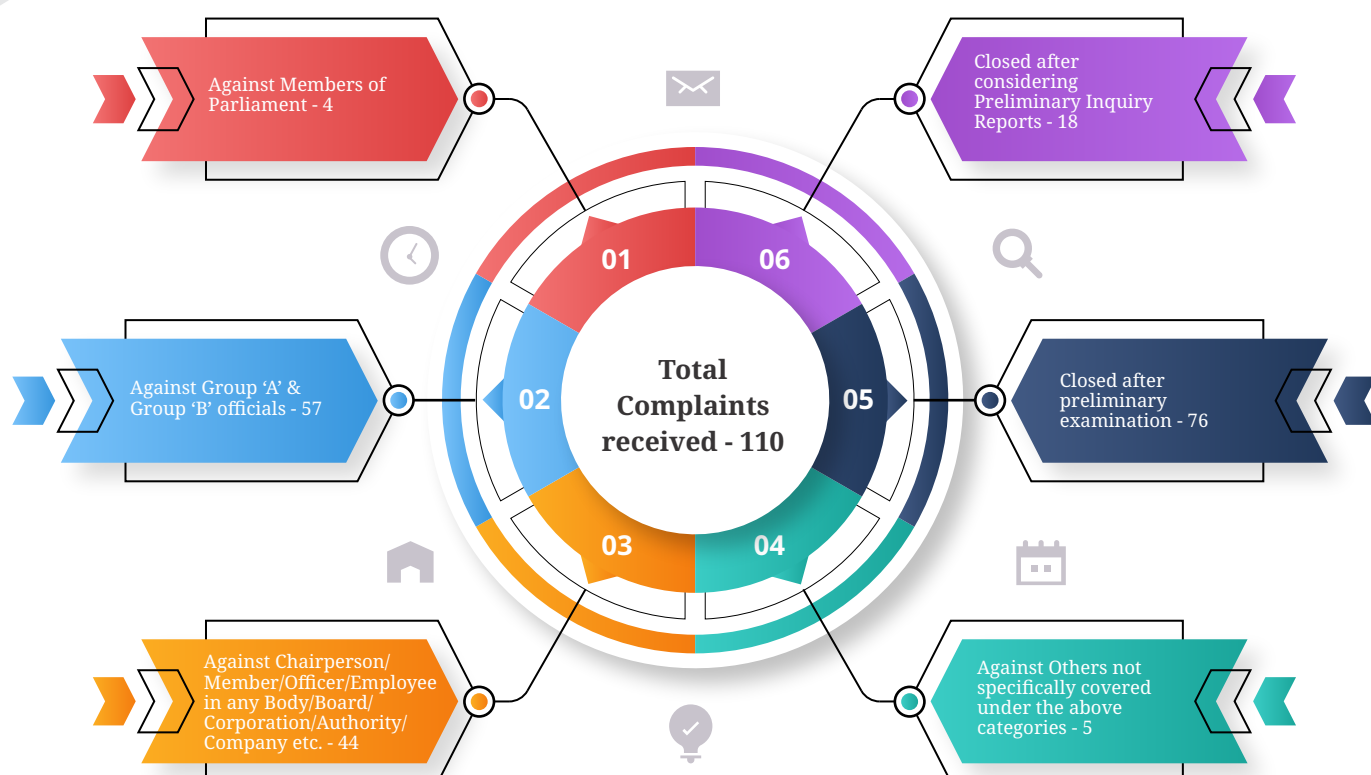 Against Members of
Parliament - 4
01
Against Group ‘A’ &
Group ‘B’ officials - 57
02
Against Chairperson/
Member/Officer/Employee
in any Body/Board/
Corporation/Authority/
Company etc. - 44
03
Total
Complaints
received - 110
Closed after
considering
Preliminary Inquiry
Reports - 18
06
Closed after
preliminary
examination - 76
05
Against Others not
specifically covered
under the above
categories - 5
04